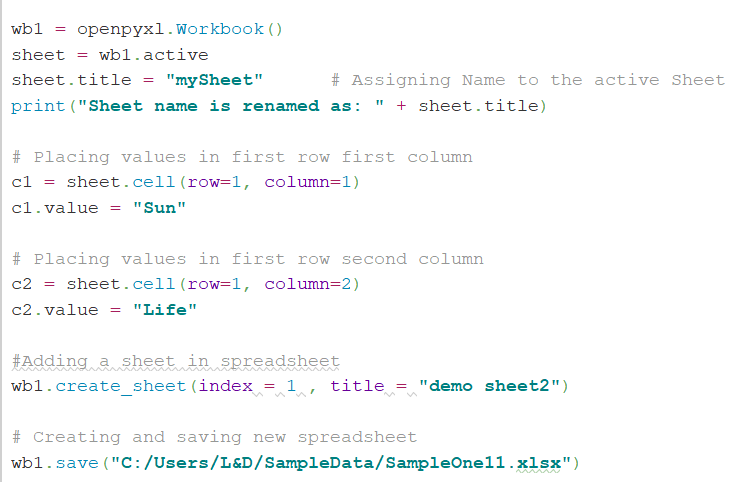 wb1 = openpyxl.Workbook()
sheet = wb1.active
sheet.title = "mySheet"      # Assigning Name to the active Sheet
print("Sheet name is renamed as: " + sheet.title)

# Placing values in first row first column
c1 = sheet.cell(row=1, column=1)
c1.value = "Sun"

# Placing values in first row second column
c2 = sheet.cell(row=1, column=2)
c2.value = "Life"

#Adding a sheet in spreadsheet
wb1.create_sheet(index = 1 , title = "demo sheet2")

# Creating and saving new spreadsheet
wb1.save("C:/Users/L&D/SampleData/SampleOne11.xlsx")